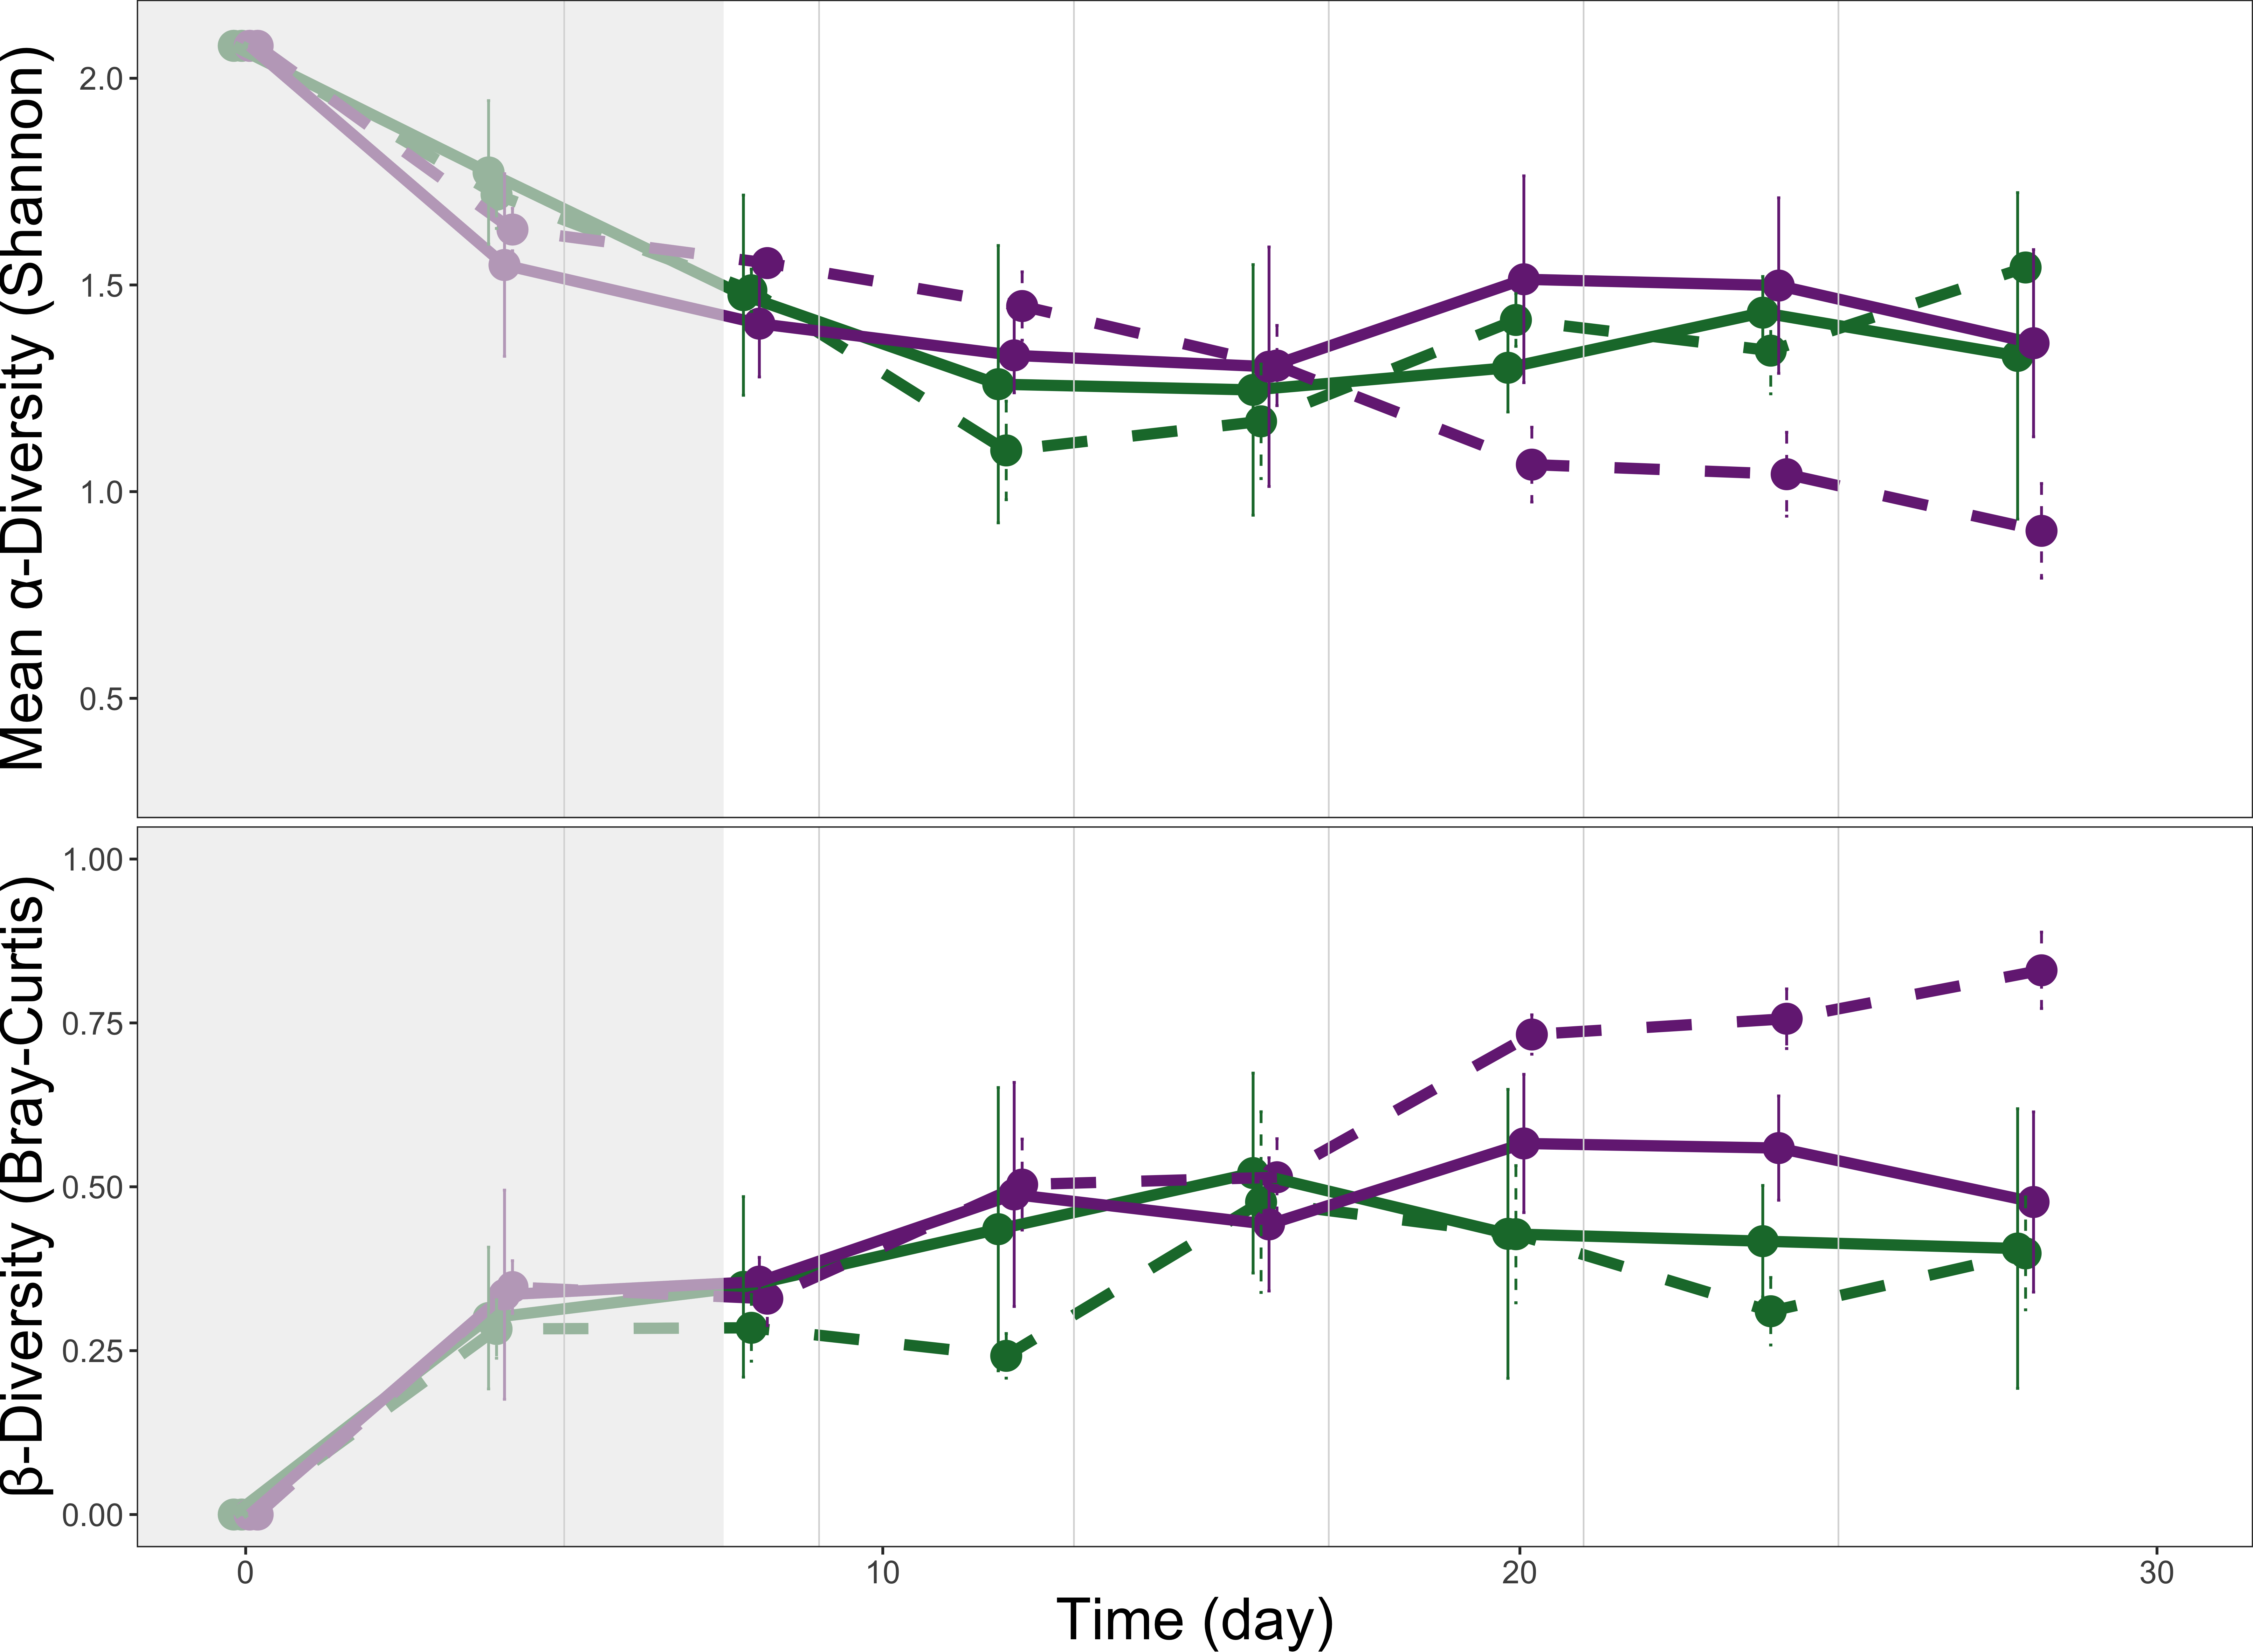 Mean α-Diversity (Shannon)
2.0
1.5
1.0
0.5
β-Diversity (Bray-Curtis)
1.00
0.75
0.50
0.25
0.00
0 10 20 30
Time (day)